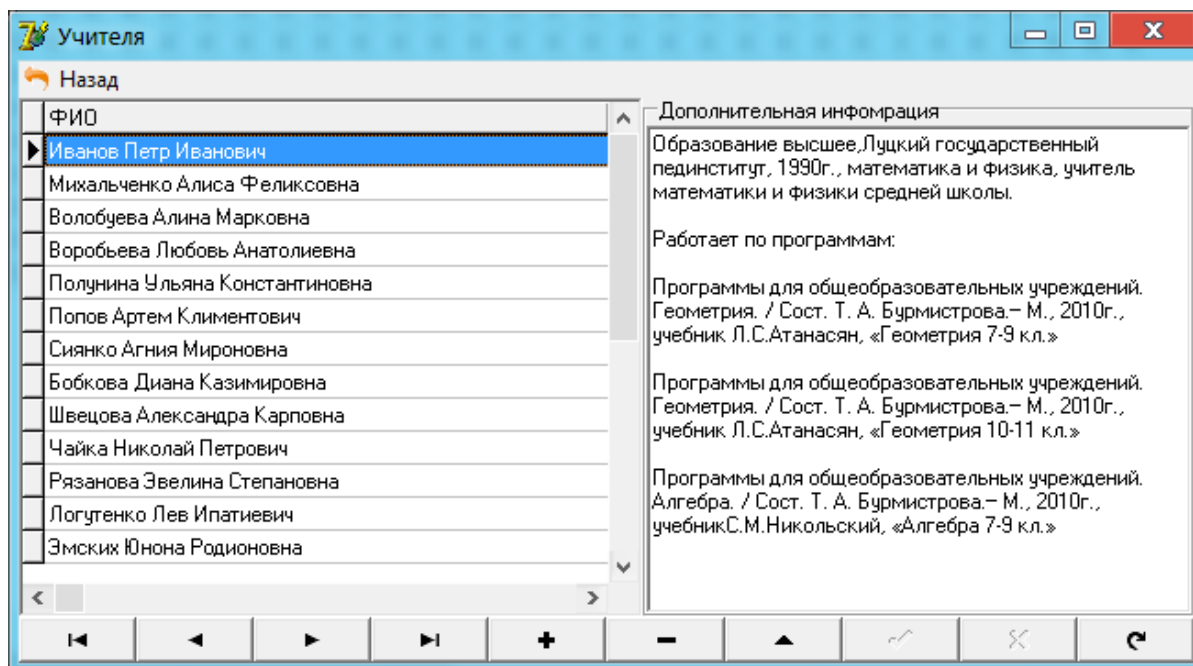 Учителя
Назад
ФИО
Иванов Петр Иванович
Михальченко Алиса Феликсовна
Волобуева Алина Марковна
Воробьева Любовь Анатолиевна
Полунина Ульяна Константиновна
Попов Артем Климентович
Сиянко Агния Мироновна
Бобкова Диана Казимировна
Швецова Александра Карповна
Чайка Николай Петрович
Рязанова Эвелина Степановна
Логутенко Лев Ипатиевич
Эмских Юнона Родионовна
Дополнительная инфомрация
Образование высшее,Луцкий государственный
пединститут, 1990г., математика и физика, учитель
математики и физики средней школы.
Работает по программам:
Программы для общеобразовательных учреждений.
Геометрия. / Сост. Т. А. Бурмистрова.– М., 2010г.,
учебник Л.С.Атанасян, «Геометрия 7-9 кл.»
Программы для общеобразовательных учреждений.
Геометрия. / Сост. Т. А. Бурмистрова.– М., 2010г.,
учебник Л.С.Атанасян, «Геометрия 10-11 кл.»
Программы для общеобразовательных учреждений.
Алгебра. / Сост. Т. А. Бурмистрова.– М., 2010г.,
учебникС.М.Никольский, «Алгебра 7-9 кл.»